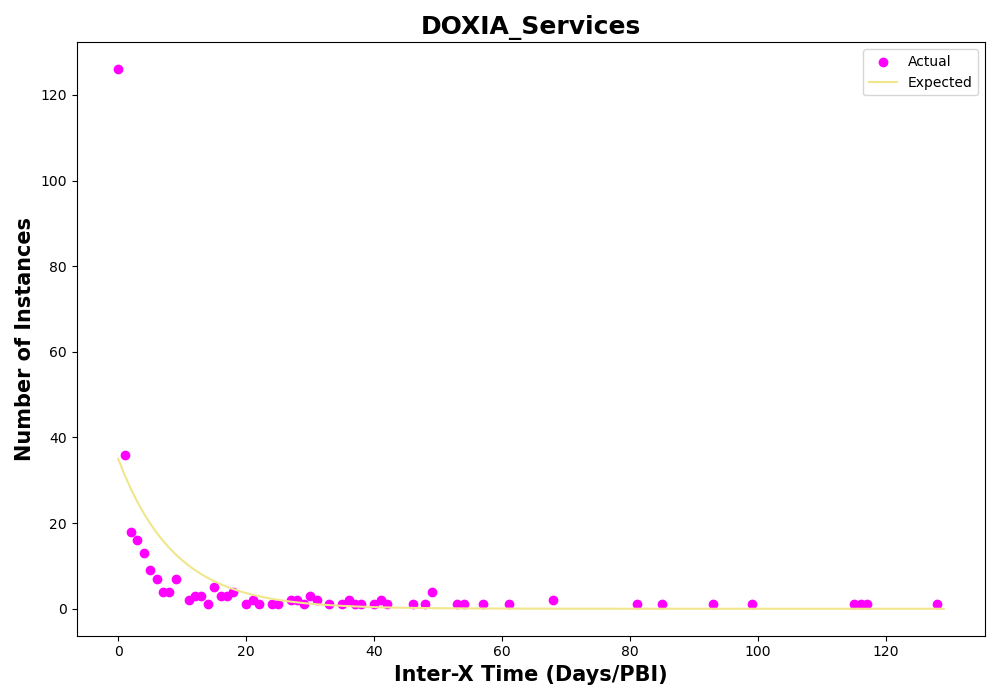 DOXIA_Services
Actual
Expected
Number of Instances
120
100
80
60
40
20
0
0 20 40 60 80 100 120
Inter-X Time (Days/PBI)